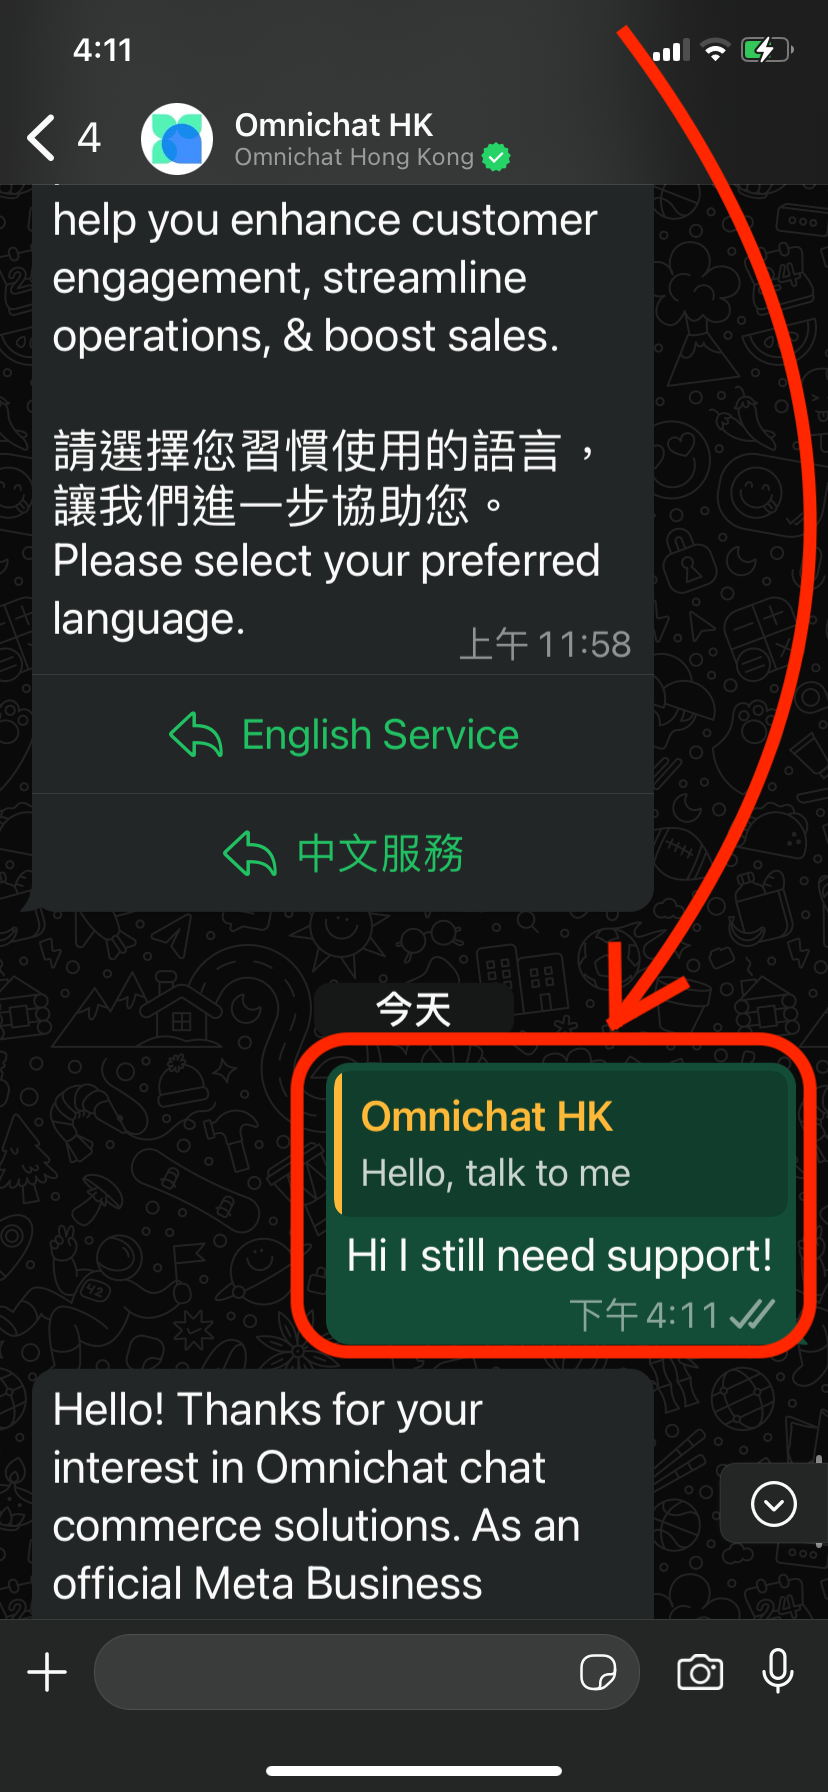 4:11
4
Omnichat HK
Omnichat Hong Kong
help you enhance customer
engagement, streamline
operations, & boost sales.
請選擇您習慣使用的語言，
讓我們進一步協助您。
Please select your preferred
language.
上午 11:58
English Service
中文服務
今天
Omnichat HK
Hello, talk to me
Hi I still need support!
下午 4:11
Hello! Thanks for your
interest in Omnichat chat
commerce solutions. As an
official Meta Business